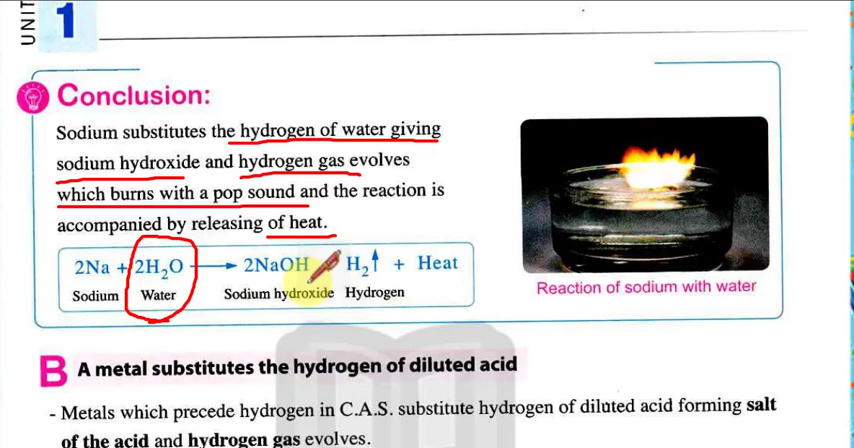 UNIT
1
Conclusion:
Sodium substitutes the hydrogen of water giving
sodium hydroxide and hydrogen gas evolves
which burns with a pop sound and the reaction is
accompanied by releasing of heat.
2Na + 2H₂O → 2NaOH H₂↑ + Heat
Sodium Water Sodium hydroxide Hydrogen
Reaction of sodium with water
B A metal substitutes the hydrogen of diluted acid
- Metals which precede hydrogen in C.A.S. substitute hydrogen of diluted acid forming salt
of the acid and hydrogen gas evolves.